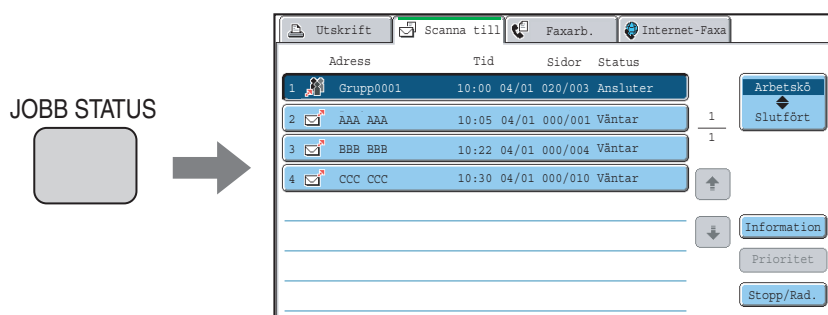 JOBB STATUS
Utskrift Scanna till Faxarb. Internet-Faxa
Adress Tid Sidor Status
1 Grupp0001 10:00 04/01 020/003 Ansluter
2 AAA AAA 10:05 04/01 000/001 Väntar
3 BBB BBB 10:22 04/01 000/004 Väntar
4 CCC CCC 10:30 04/01 000/010 Väntar
1
1
Arbetskö
Slutfört
Information
Prioritet
Stopp/Rad.